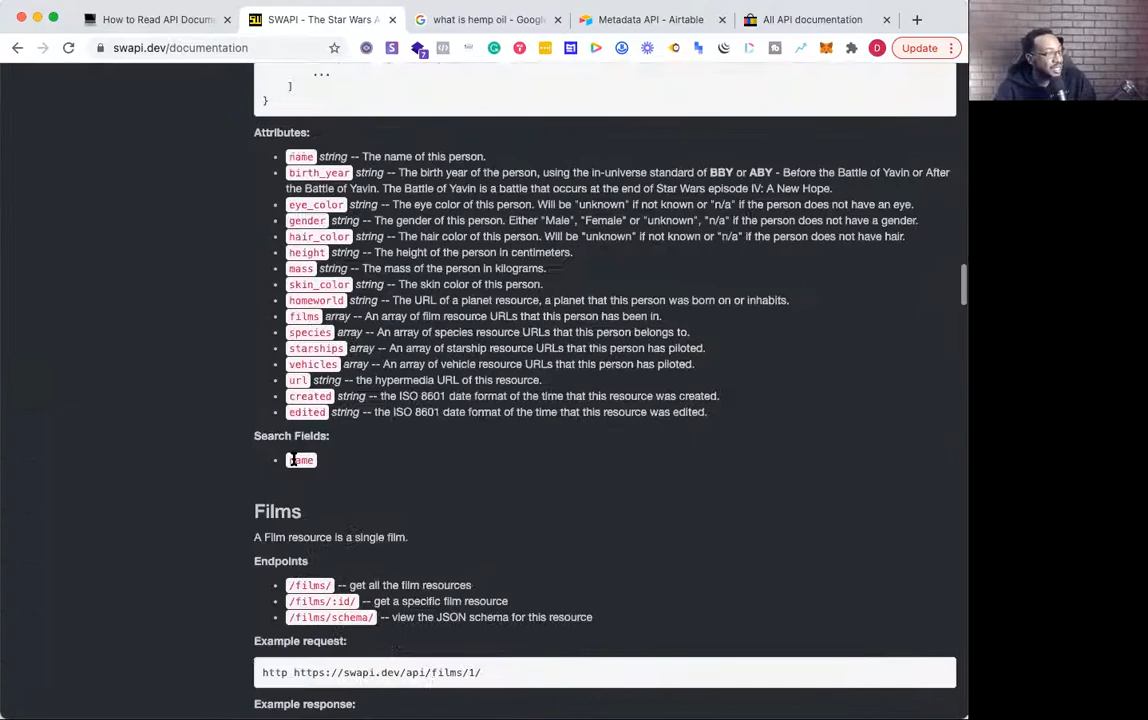 How to Read API Docume
SWAPI - The Star Wars A
what is hemp oil - Google
Metadata API - Airtable
All API documentation
swapi.dev/documentation
Update
...
]
}
Attributes:
name string -- The name of this person.
birth_year string -- The birth year of the person, using the in-universe standard of BBY or ABY - Before the Battle of Yavin or After
the Battle of Yavin. The Battle of Yavin is a battle that occurs at the end of Star Wars episode IV: A New Hope.
eye_color string -- The eye color of this person. Will be "unknown" if not known or "n/a" if the person does not have an eye.
gender string -- The gender of this person. Either "Male", "Female" or "unknown", "n/a" if the person does not have a gender.
hair_color string -- The hair color of this person. Will be "unknown" if not known or "n/a" if the person does not have hair.
height string -- The height of the person in centimeters.
mass string -- The mass of the person in kilograms.
skin_color string -- The skin color of this person.
homeworld string -- The URL of a planet resource, a planet that this person was born on or inhabits.
films array -- An array of film resource URLs that this person has been in.
species array -- An array of species resource URLs that this person belongs to.
starships array -- An array of starship resource URLs that this person has piloted.
vehicles array -- An array of vehicle resource URLs that this person has piloted.
url string -- the hypermedia URL of this resource.
created string -- the ISO 8601 date format of the time that this resource was created.
edited string -- the ISO 8601 date format of the time that this resource was edited.
Search Fields:
name
Films
A Film resource is a single film.
Endpoints
/films/ -- get all the film resources
/films/:id/ -- get a specific film resource
/films/schema/ -- view the JSON schema for this resource
Example request:
http https://swapi.dev/api/films/1/
Example response: